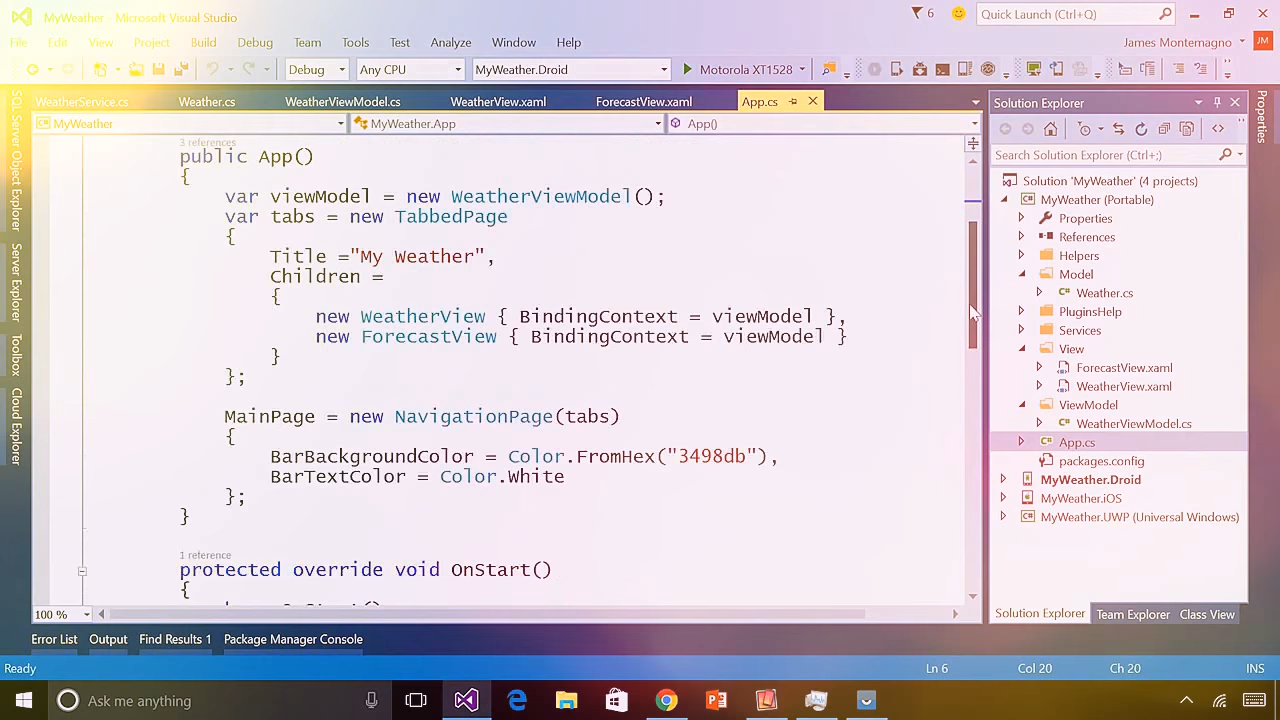 MyWeather - Microsoft Visual Studio
6
Quick Launch (Ctrl+Q)
File Edit View Project Build Debug Team Tools Test Analyze Window Help
James Montemagno JM
Debug Any CPU MyWeather.Droid Motorola XT1528
WeatherService.cs Weather.cs WeatherViewModel.cs WeatherView.xaml ForecastView.xaml App.cs
MyWeather MyWeather.App App()
3 references
public App()
{
var viewModel = new WeatherViewModel();
var tabs = new TabbedPage
{
Title ="My Weather",
Children =
{
new WeatherView { BindingContext = viewModel },
new ForecastView { BindingContext = viewModel }
}
};
MainPage = new NavigationPage(tabs)
{
BarBackgroundColor = Color.FromHex("3498db"),
BarTextColor = Color.White
};
}
1 reference
protected override void OnStart()
{
100 %
SQL Server Object Explorer
Server Explorer
Toolbox
Cloud Explorer
Solution Explorer
Search Solution Explorer (Ctrl+;)
Solution 'MyWeather' (4 projects)
MyWeather (Portable)
Properties
References
Helpers
Model
Weather.cs
PluginsHelp
Services
View
ForecastView.xaml
WeatherView.xaml
ViewModel
WeatherViewModel.cs
App.cs
packages.config
MyWeather.Droid
MyWeather.iOS
MyWeather.UWP (Universal Windows)
Solution Explorer Team Explorer Class View
Properties
Error List Output Find Results 1 Package Manager Console
Ready Ln 6 Col 20 Ch 20 INS
Ask me anything